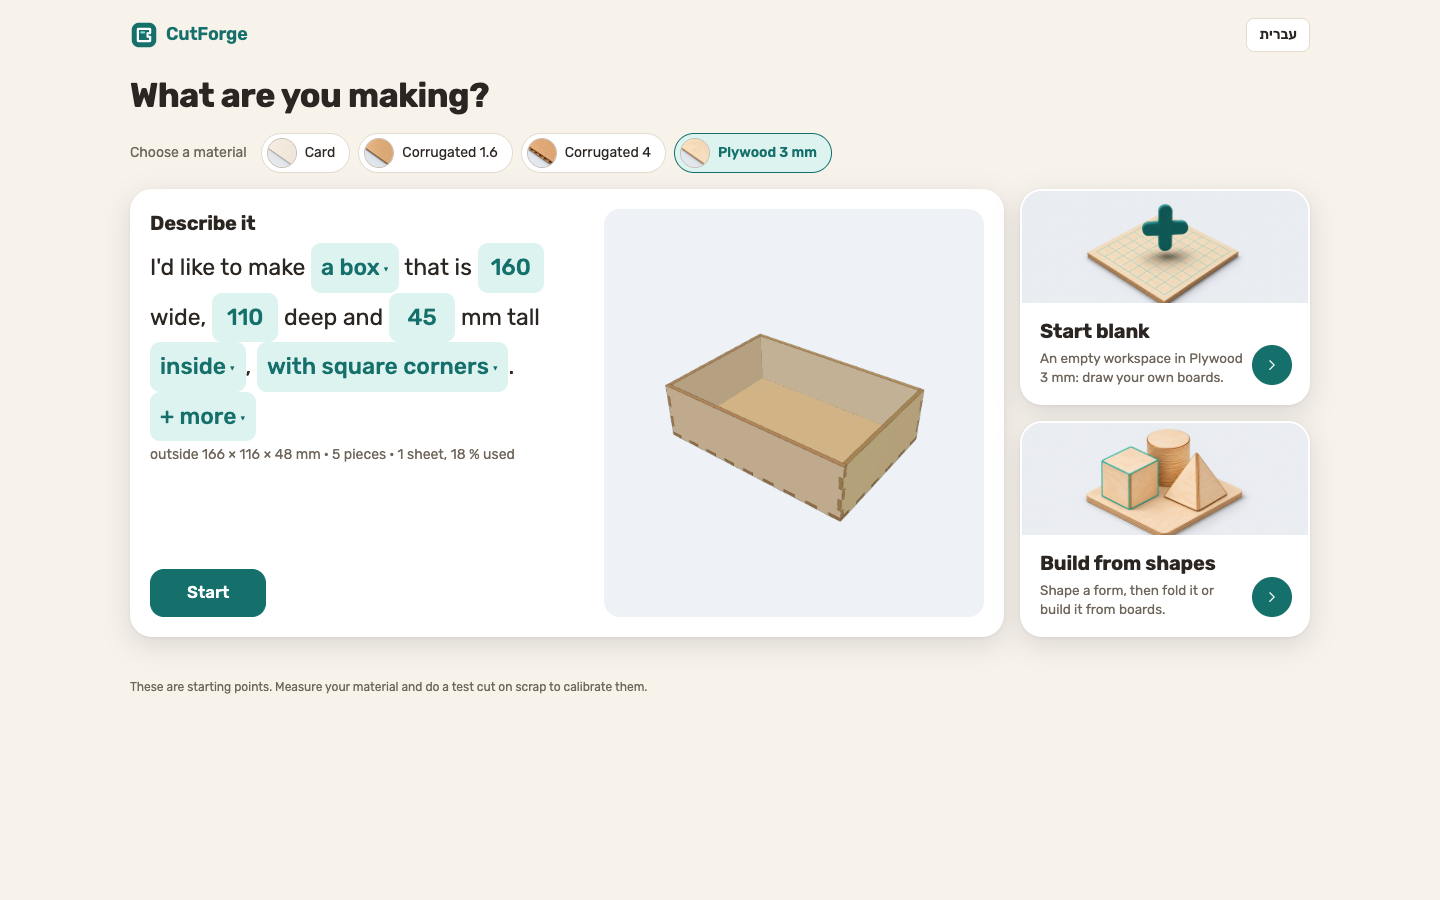 CutForge
עברית
What are you making?
Choose a material
Card
Corrugated 1.6
Corrugated 4
Plywood 3 mm
Describe it
I'd like to make a box that is 160
wide, 110 deep and 45 mm tall
inside , with square corners .
+ more
outside 166 × 116 × 48 mm • 5 pieces • 1 sheet, 18 % used
Start
Start blank
An empty workspace in Plywood
3 mm: draw your own boards.
Build from shapes
Shape a form, then fold it or
build it from boards.
These are starting points. Measure your material and do a test cut on scrap to calibrate them.